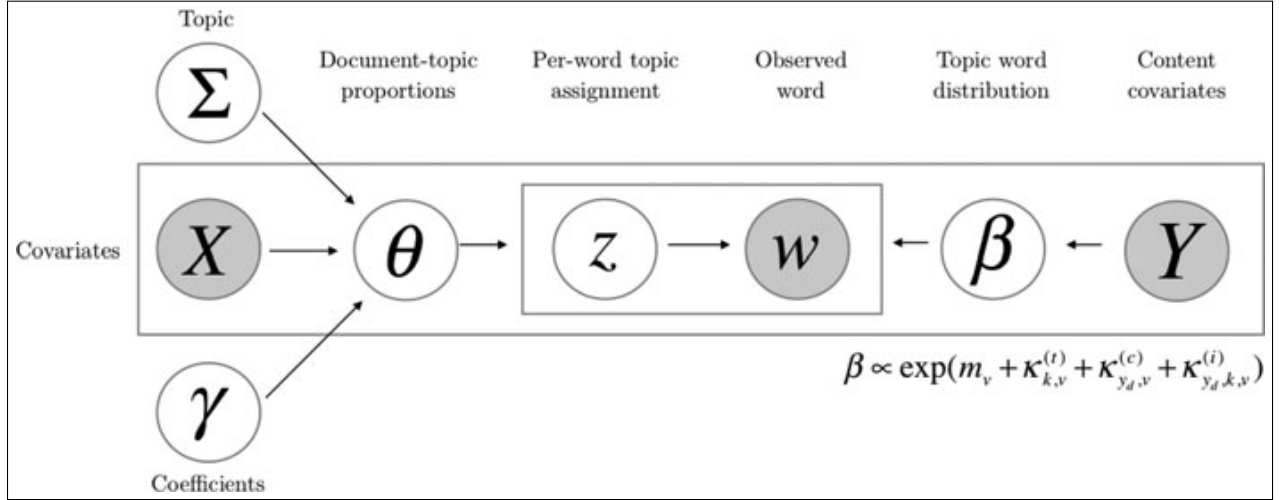 Topic
Σ
Document-topic
proportions
Per-word topic
assignment
Observed
word
Topic word
distribution
Content
covariates
Covariates
X
θ
z
w
β
Y
β ∝ exp(m_v + κ^{(t)}_{k,v} + κ^{(c)}_{y_d,v} + κ^{(i)}_{y_d,k,v})
γ
Coefficients